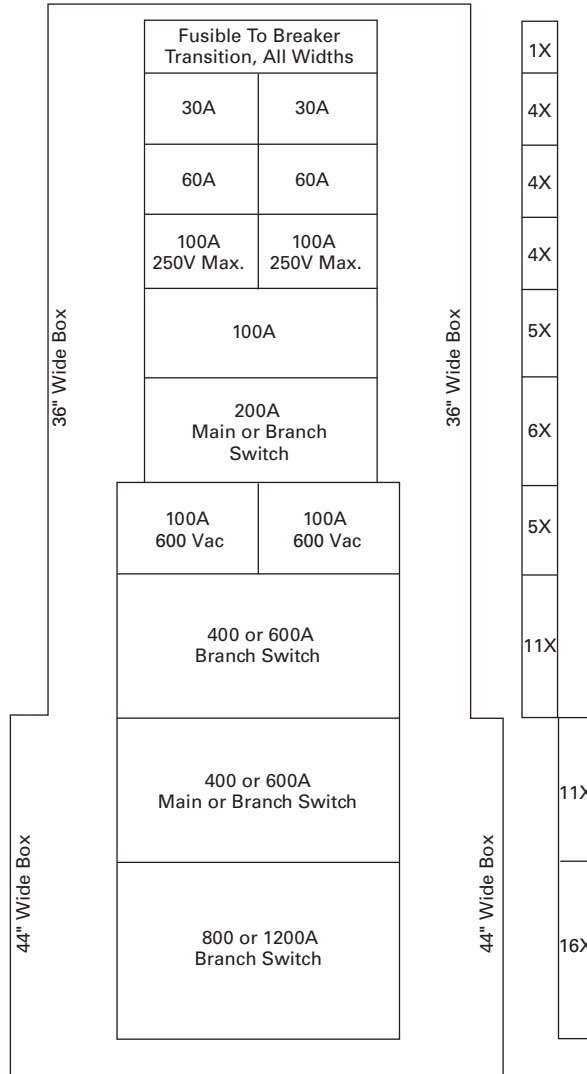 Fusible To Breaker
Transition, All Widths
1X
30A
30A
4X
60A
60A
4X
100A
250V Max.
100A
250V Max.
4X
36" Wide Box
36" Wide Box
100A
5X
200A
Main or Branch
Switch
6X
100A
600 Vac
100A
600 Vac
5X
400 or 600A
Branch Switch
11X
400 or 600A
Main or Branch Switch
11X
44" Wide Box
44" Wide Box
800 or 1200A
Branch Switch
16X